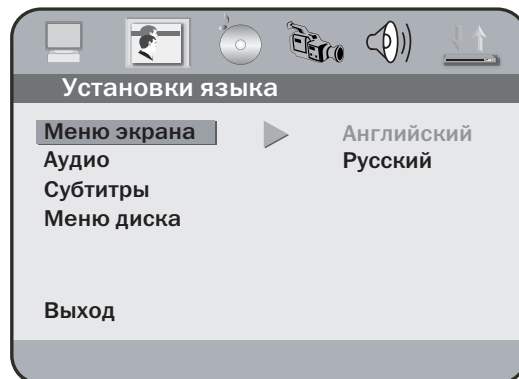 Установки языка
Меню экрана
Английский
Аудио
Русский
Субтитры
Меню диска
Выход